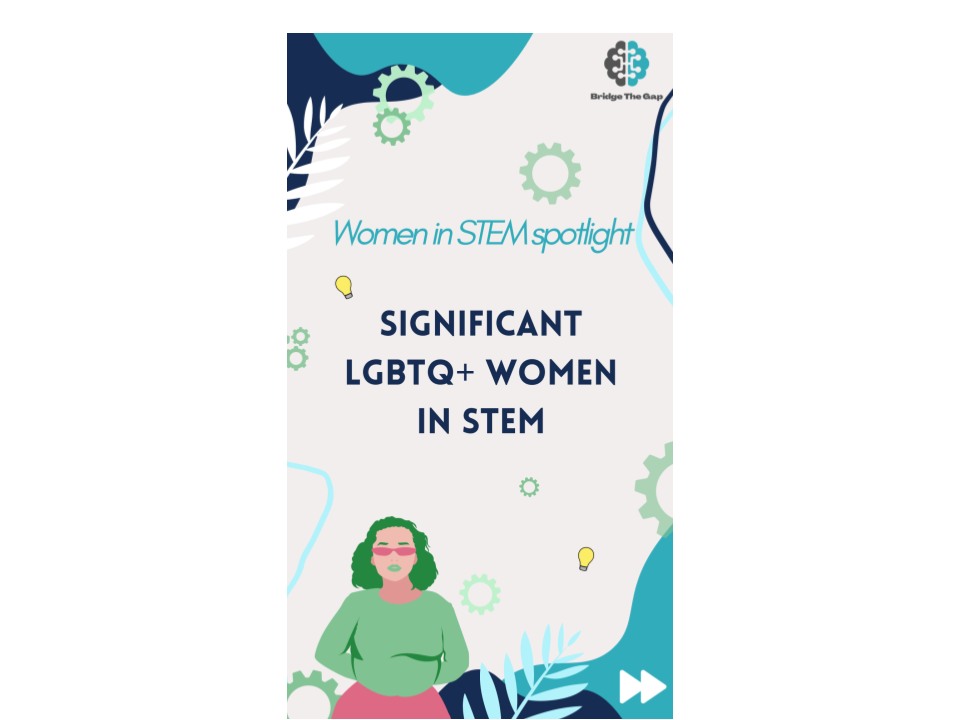 Bridge The Gap
Women in STEM spotlight
SIGNIFICANT
LGBTQ+ WOMEN
IN STEM